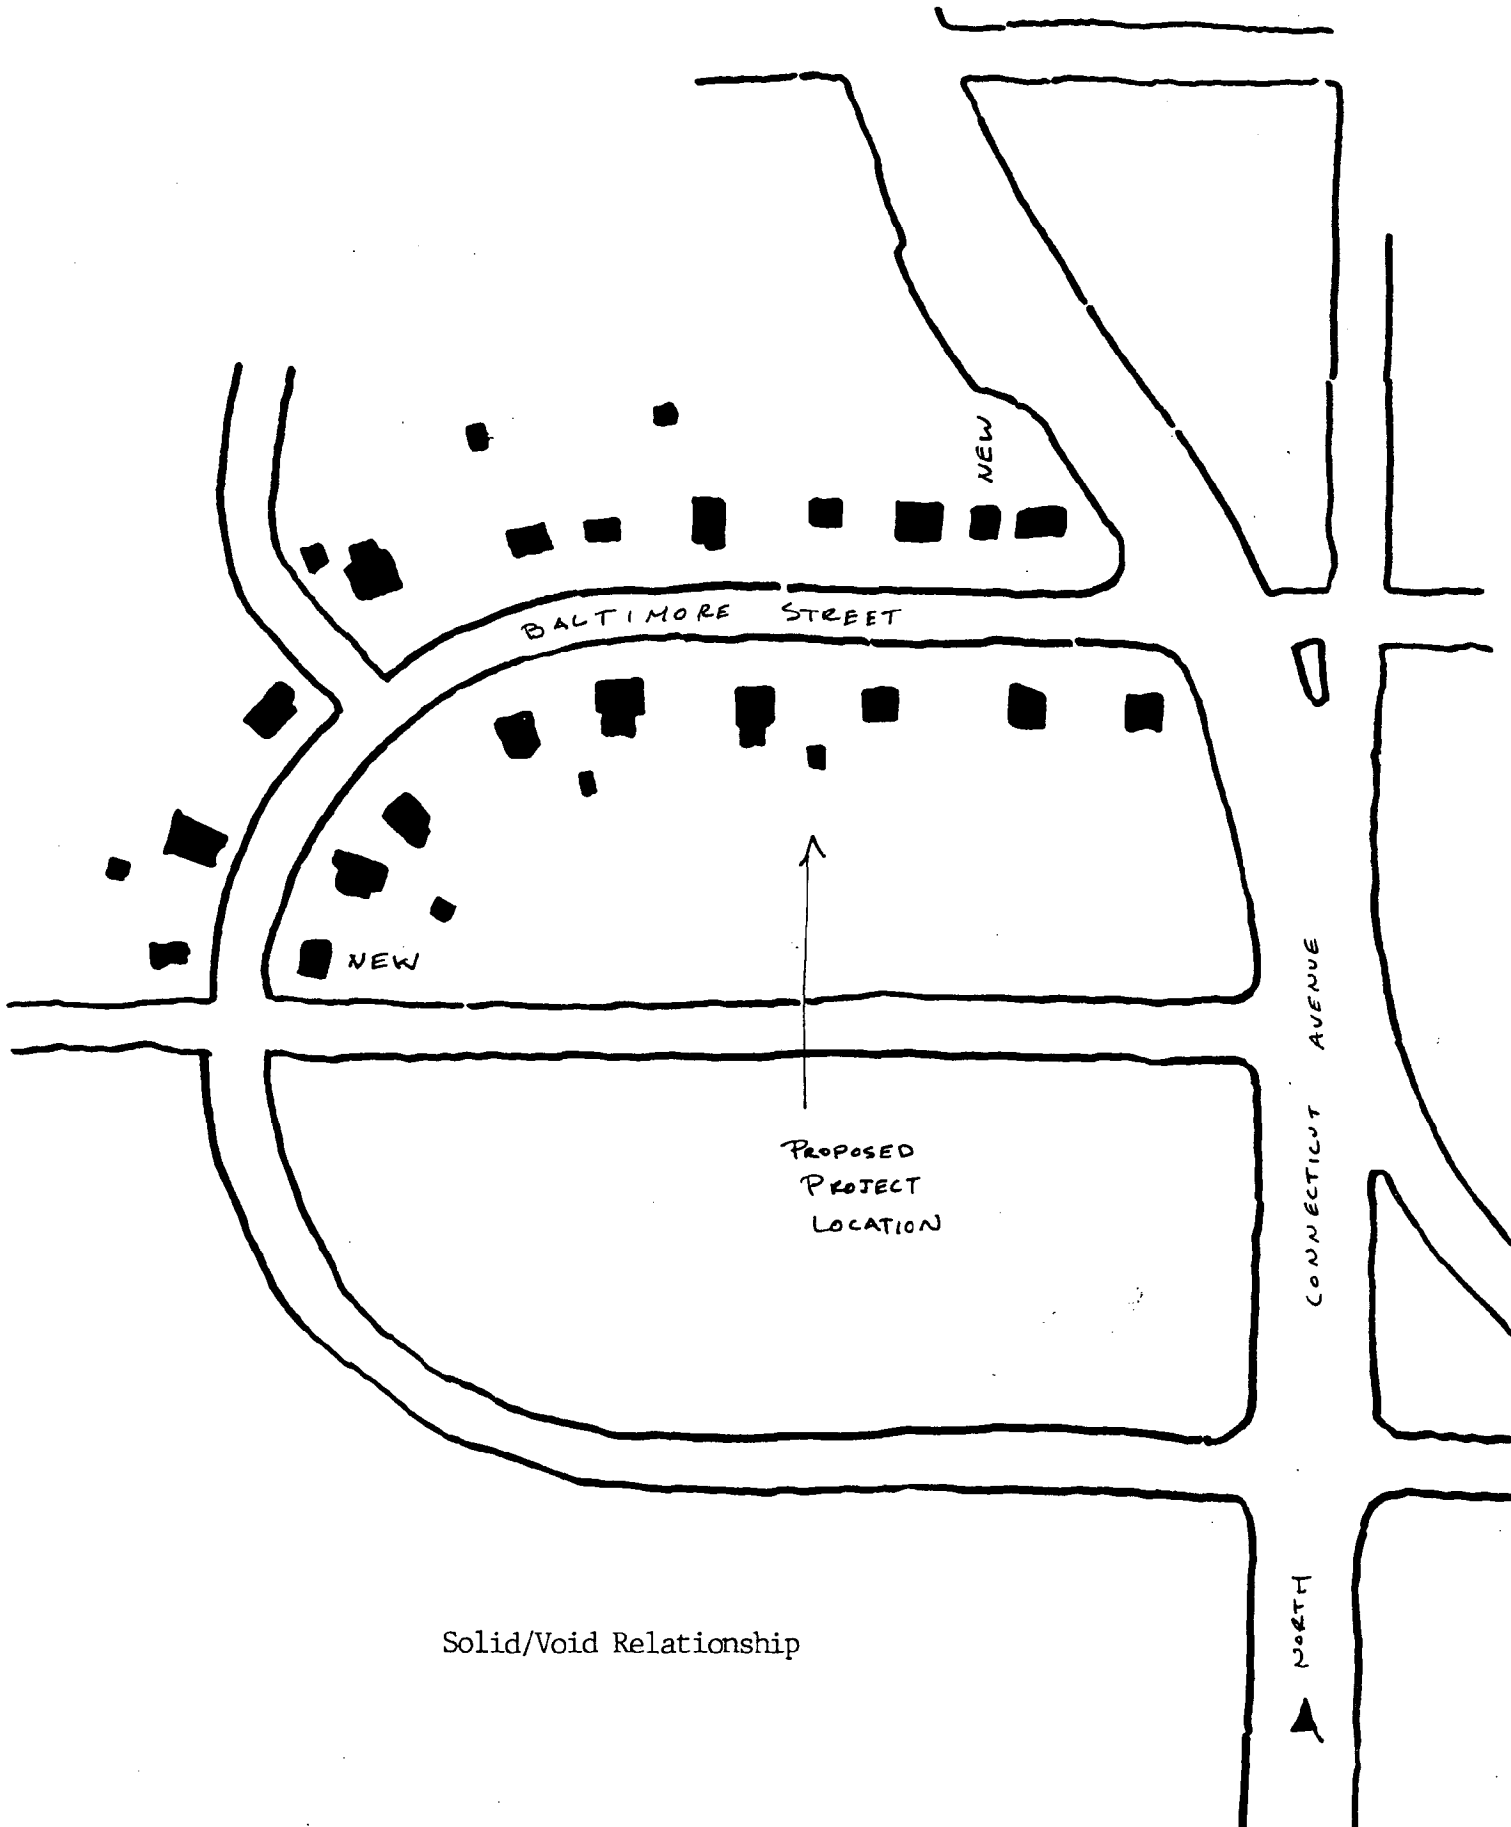 NEW
BALTIMORE STREET
NEW
CONNECTICUT AVENUE
PROPOSED
PROJECT
LOCATION
NORTH
Solid/Void Relationship